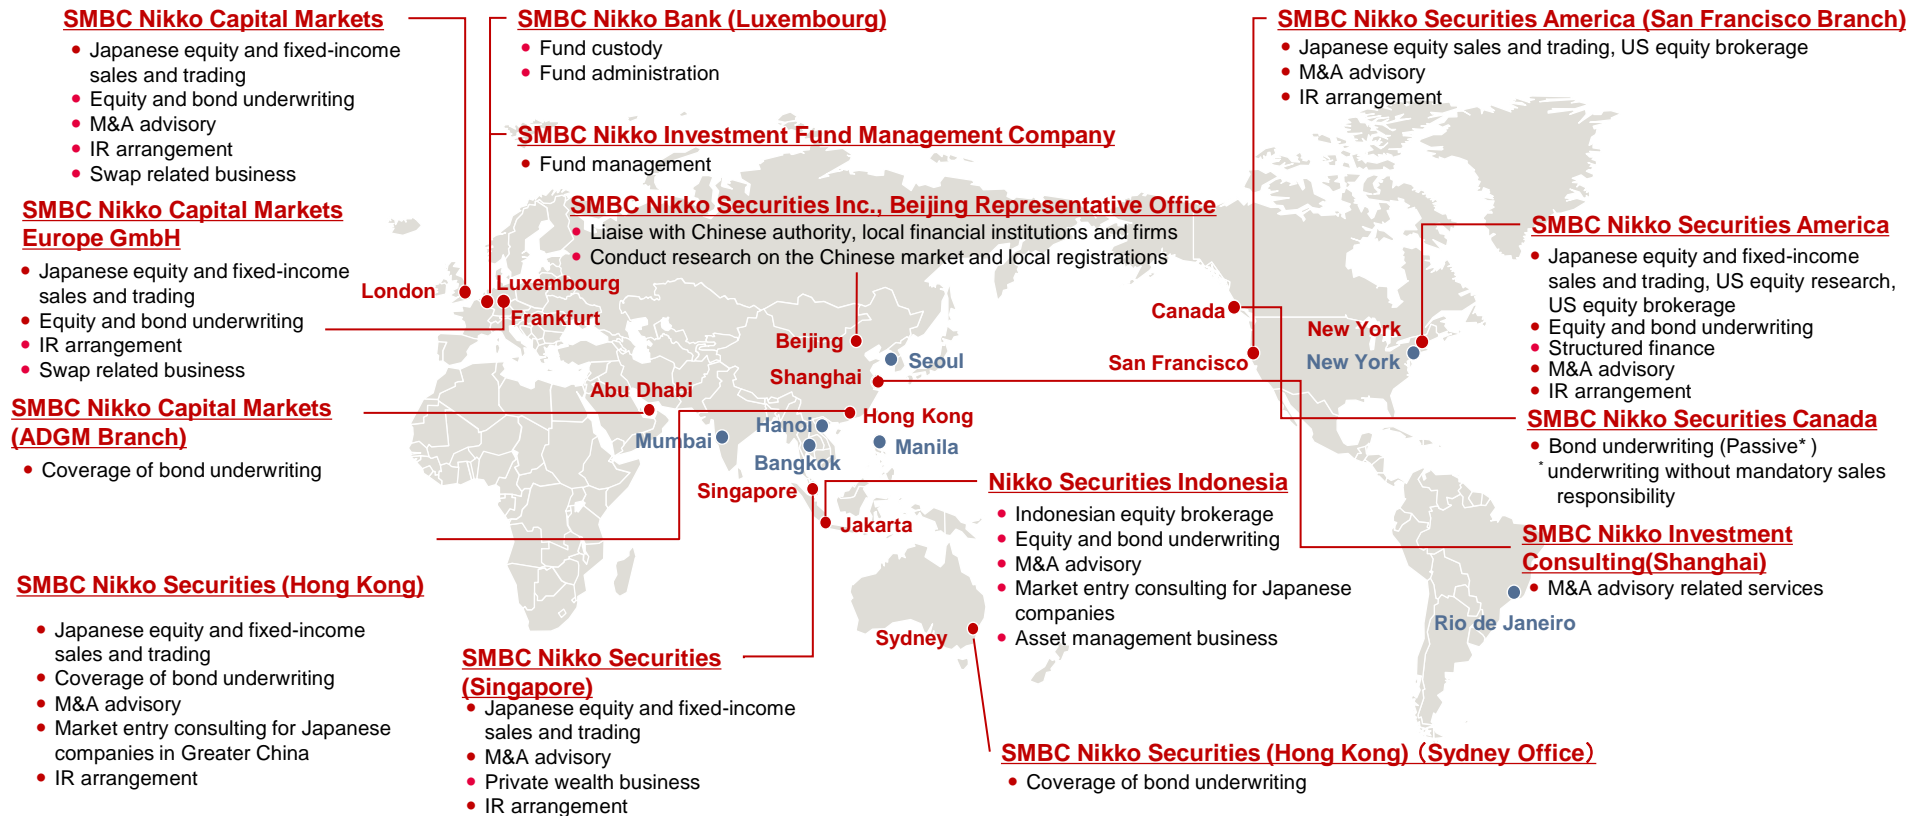 SMBC Nikko Capital Markets
• Japanese equity and fixed-income
sales and trading
• Equity and bond underwriting
• M&A advisory
• IR arrangement
• Swap related business
SMBC Nikko Bank (Luxembourg)
• Fund custody
• Fund administration
SMBC Nikko Investment Fund Management Company
• Fund management
SMBC Nikko Securities Inc., Beijing Representative Office
• Liaise with Chinese authority, local financial institutions and firms
• Conduct research on the Chinese market and local registrations
SMBC Nikko Securities America (San Francisco Branch)
• Japanese equity sales and trading, US equity brokerage
• M&A advisory
• IR arrangement
SMBC Nikko Capital Markets
Europe GmbH
• Japanese equity and fixed-income
sales and trading
• Equity and bond underwriting
• IR arrangement
• Swap related business
SMBC Nikko Securities America
• Japanese equity and fixed-income
sales and trading, US equity research,
US equity brokerage
• Equity and bond underwriting
• Structured finance
• M&A advisory
• IR arrangement
London
Luxembourg
Frankfurt
Beijing
Seoul
Shanghai
Abu Dhabi
Hong Kong
Hanoi
Mumbai
Manila
Bangkok
Singapore
Jakarta
Sydney
Canada
New York
New York
San Francisco
Rio de Janeiro
SMBC Nikko Capital Markets
(ADGM Branch)
• Coverage of bond underwriting
SMBC Nikko Securities Canada
• Bond underwriting (Passive* )
* underwriting without mandatory sales
responsibility
Nikko Securities Indonesia
• Indonesian equity brokerage
• Equity and bond underwriting
• M&A advisory
• Market entry consulting for Japanese
companies
• Asset management business
SMBC Nikko Investment
Consulting(Shanghai)
• M&A advisory related services
SMBC Nikko Securities (Hong Kong)
• Japanese equity and fixed-income
sales and trading
• Coverage of bond underwriting
• M&A advisory
• Market entry consulting for Japanese
companies in Greater China
• IR arrangement
SMBC Nikko Securities
(Singapore)
• Japanese equity and fixed-income
sales and trading
• M&A advisory
• Private wealth business
• IR arrangement
SMBC Nikko Securities (Hong Kong)（Sydney Office）
• Coverage of bond underwriting